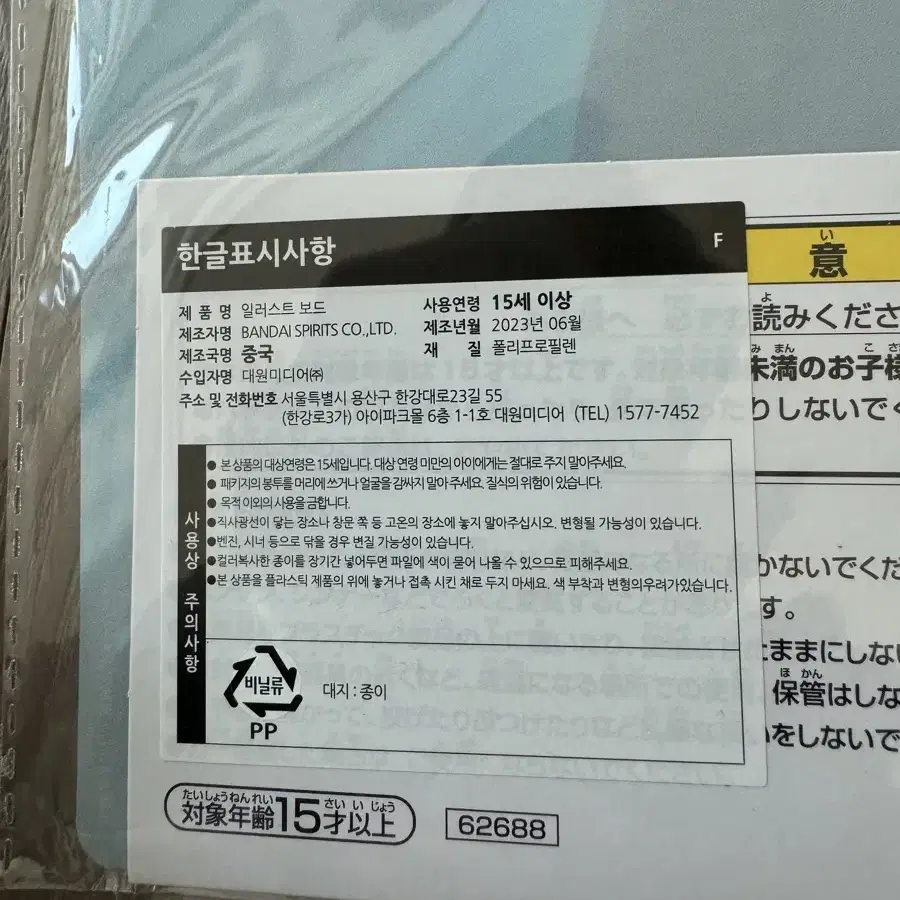 한글표시사항 F
제 품 명 일러스트 보드 사용연령 15세 이상
제조자명 BANDAI SPIRITS CO.,LTD. 제조년월 2023년 06월
제조국명 중국 재 질 폴리프로필렌
수입자명 대원미디어㈜
주소 및 전화번호 서울특별시 용산구 한강대로23길 55
(한강로3가) 아이파크몰 6층 1-1호 대원미디어 (TEL) 1577-7452
사용상 주의사항
● 본 상품의 대상연령은 15세입니다. 대상 연령 미만의 아이에게는 절대로 주지 말아주세요.
● 패키지의 봉투를 머리에 쓰거나 얼굴을 감싸지 말아 주세요. 질식의 위험이 있습니다.
● 목적 이외의 사용을 금합니다.
●직사광선이 닿는 장소나 창문 쪽 등 고온의 장소에 놓지 말아주십시오. 변형될 가능성이 있습니다.
●벤진, 시너 등으로 닦을 경우 변질 가능성이 있습니다.
●컬러복사한 종이를 장기간 넣어두면 파일에 색이 묻어 나올 수 있으므로 피해주세요.
●본 상품을 플라스틱 제품의 위에 놓거나 접촉 시킨 채로 두지 마세요. 색 부착과 변형의우려가있습니다.
비닐류
PP
대지 : 종이
い
意
よ
読みくださ
み まん こ さ
未満のお子様
りしないでく
かないでくだ
す。
ままにしない
ほ かん
保管はしな
をしないで
たいしょうねんれい さい い じょう
対象年齢15才以上
62688